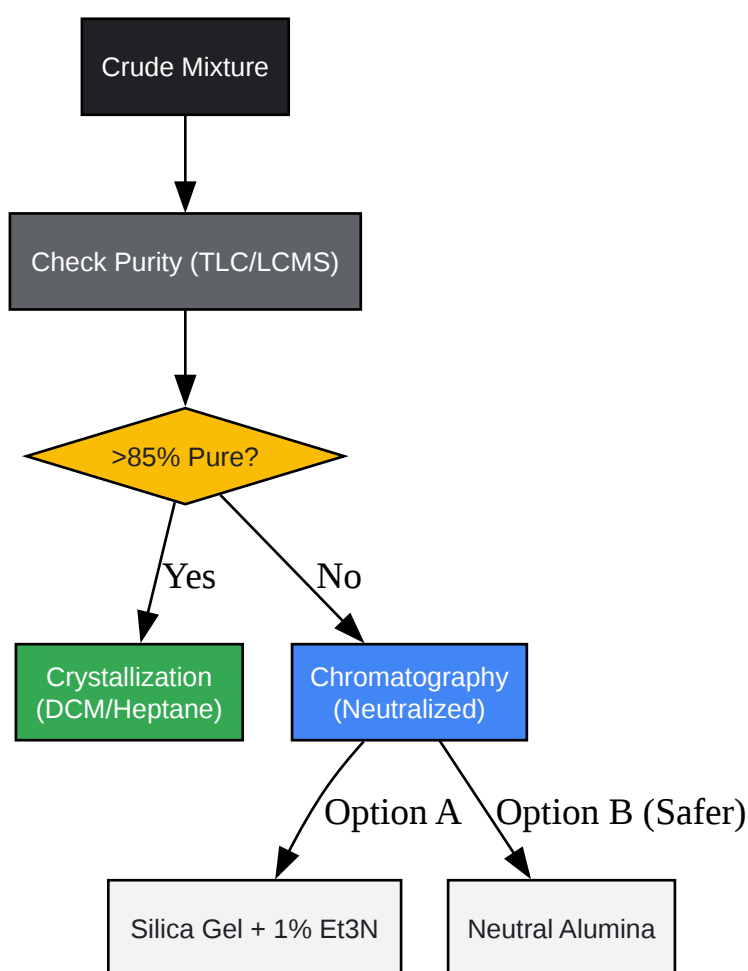 Crude Mixture
Check Purity (TLC/LCMS)
>85% Pure?
Yes
No
Crystallization
(DCM/Heptane)
Chromatography
(Neutralized)
Option A
Option B (Safer)
Silica Gel + 1% Et3N
Neutral Alumina